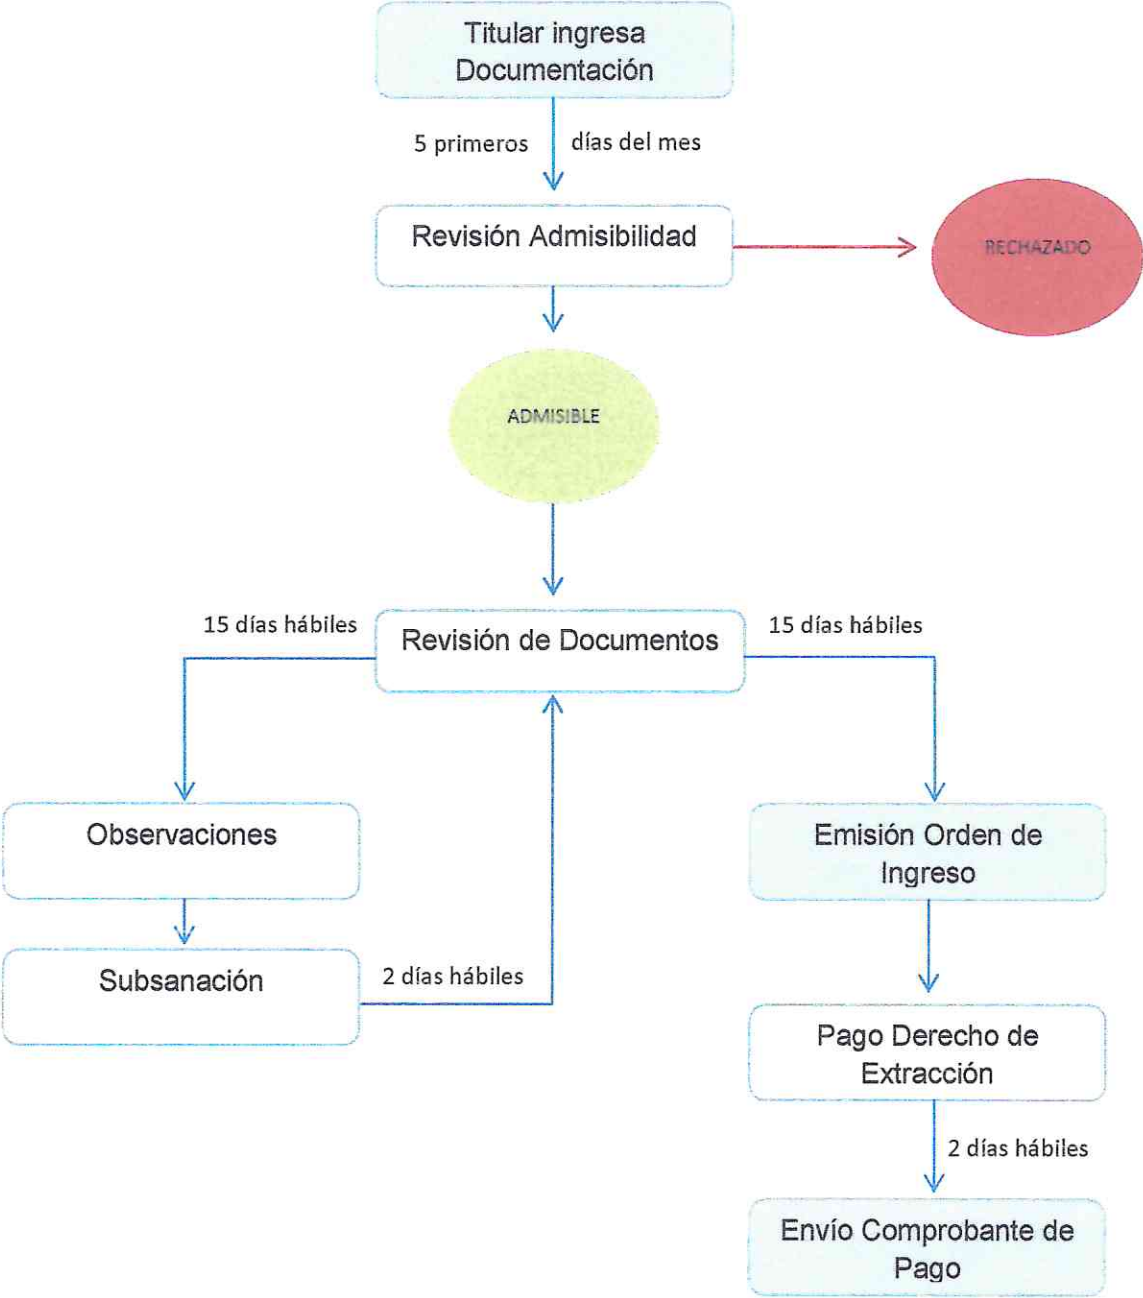 Titular ingresa
Documentación
5 primeros días del mes
Revisión Admisibilidad
RECHAZADO
ADMISIBLE
15 días hábiles
Revisión de Documentos
15 días hábiles
Observaciones
Emisión Orden de
Ingreso
Subsanación
2 días hábiles
Pago Derecho de
Extracción
2 días hábiles
Envío Comprobante de
Pago